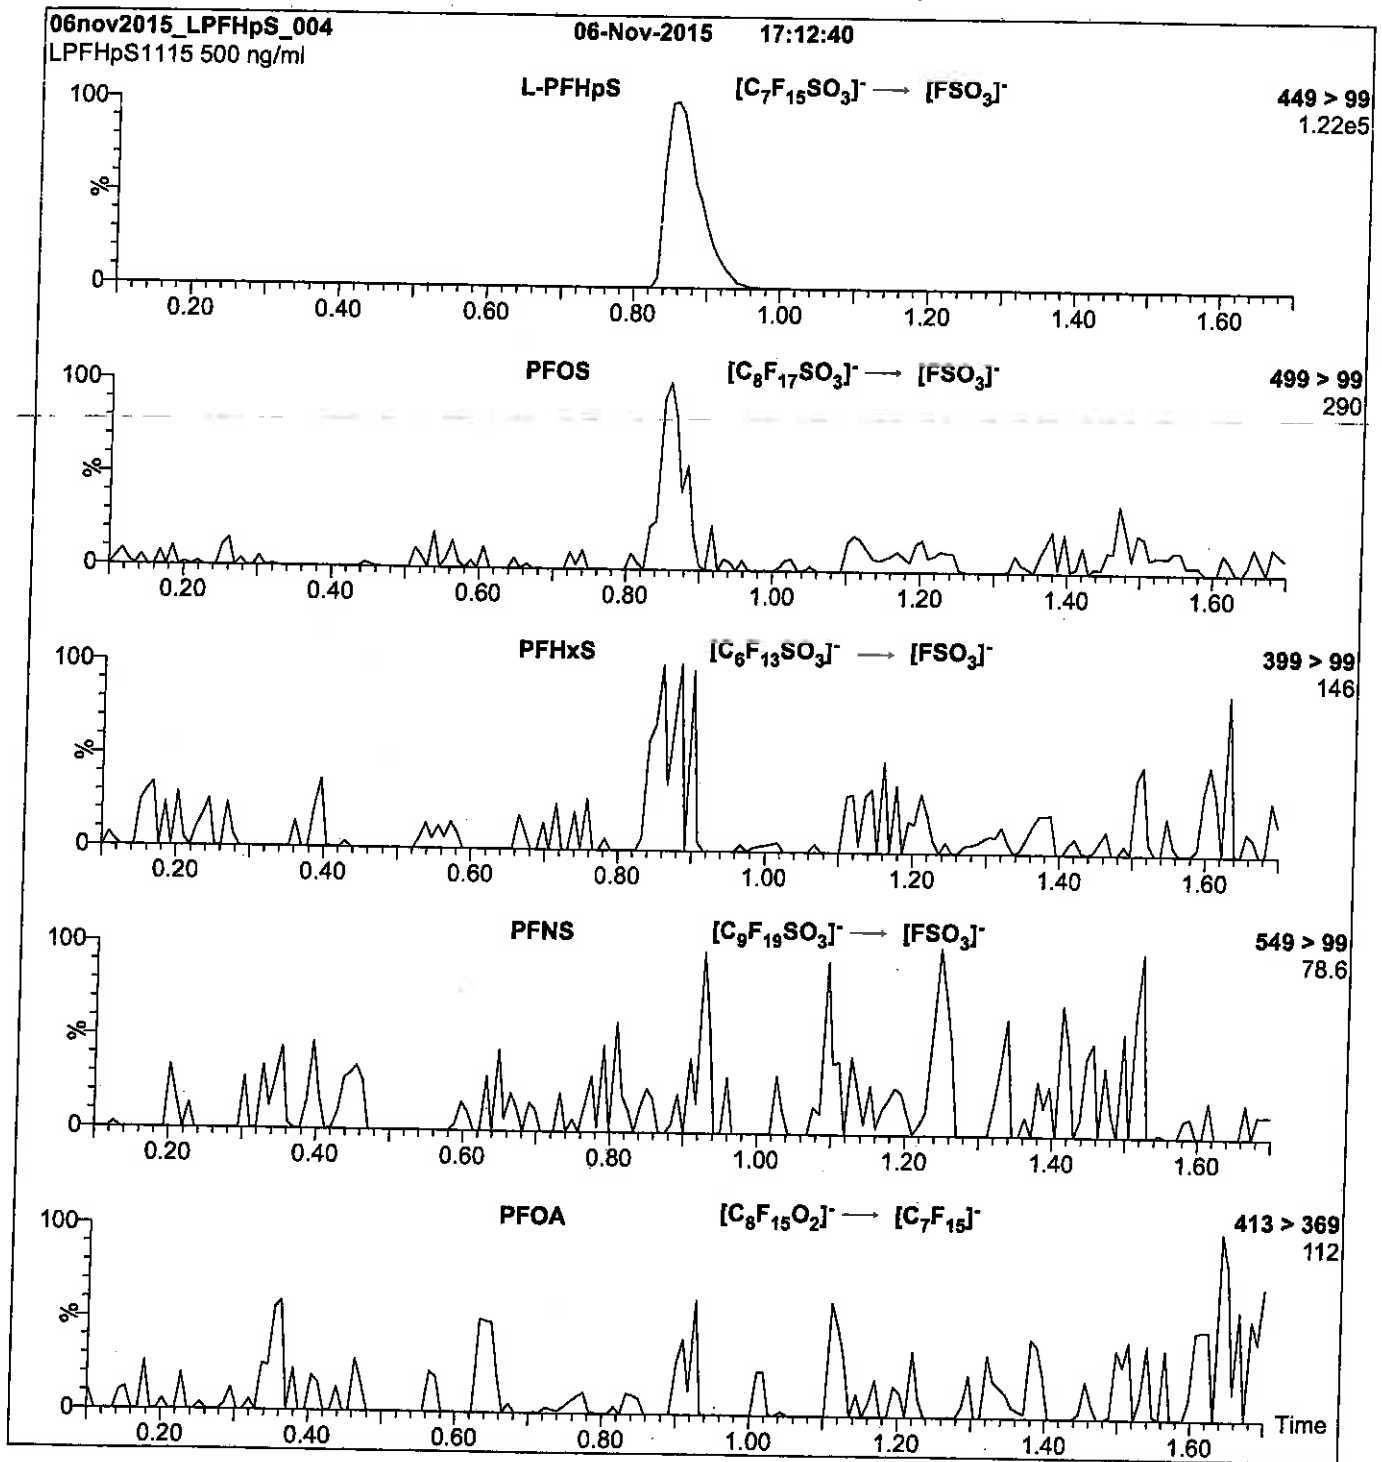 06nov2015_LPFHpS_004 06-Nov-2015 17:12:40
LPFHpS1115 500 ng/ml
L-PFHpS [C₇F₁₅SO₃]⁻ → [FSO₃]⁻ 449 > 99
1.22e5
100
%
0
0.20 0.40 0.60 0.80 1.00 1.20 1.40 1.60
PFOS [C₈F₁₇SO₃]⁻ → [FSO₃]⁻ 499 > 99
290
100
%
0
0.20 0.40 0.60 0.80 1.00 1.20 1.40 1.60
PFHxS [C₆F₁₃SO₃]⁻ → [FSO₃]⁻ 399 > 99
146
100
%
0
0.20 0.40 0.60 0.80 1.00 1.20 1.40 1.60
PFNS [C₉F₁₉SO₃]⁻ → [FSO₃]⁻ 549 > 99
78.6
100
%
0
0.20 0.40 0.60 0.80 1.00 1.20 1.40 1.60
PFOA [C₈F₁₅O₂]⁻ → [C₇F₁₅]⁻ 413 > 369
112
100
%
0
0.20 0.40 0.60 0.80 1.00 1.20 1.40 1.60 Time